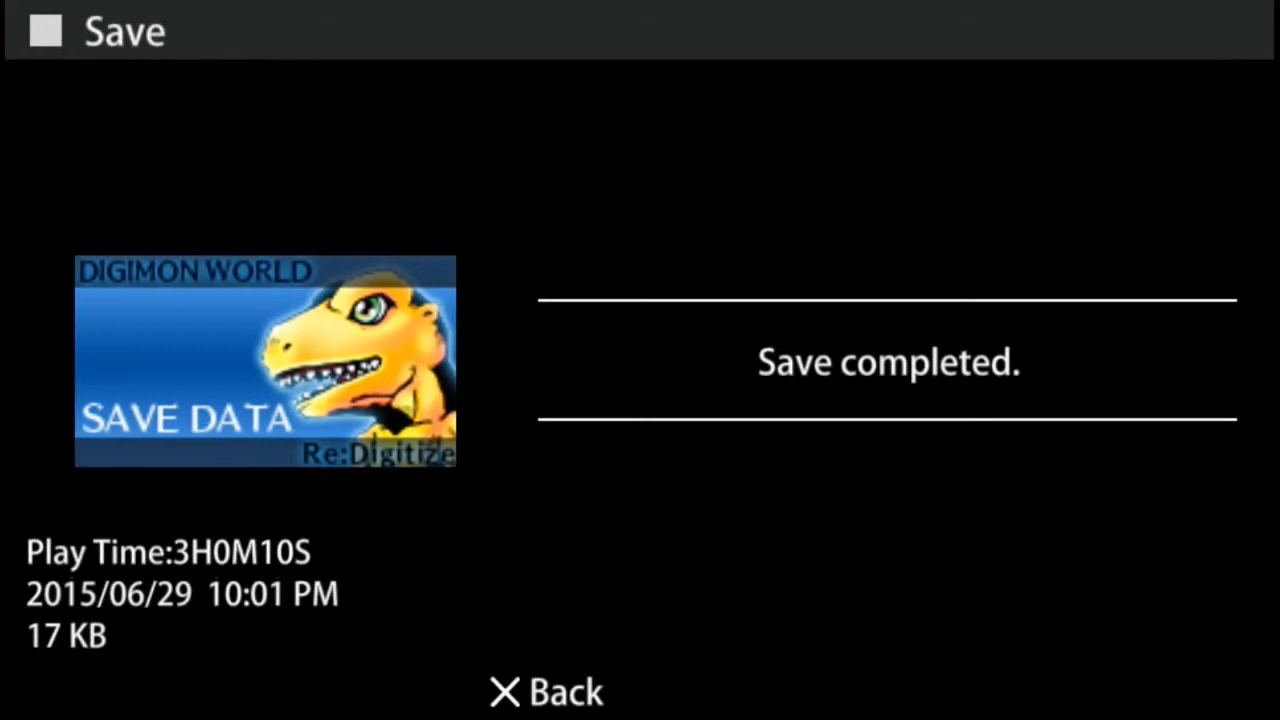 Save
DIGIMON WORLD
SAVE DATA
Re:Digitize
Save completed.
Play Time:3H0M10S
2015/06/29 10:01 PM
17 KB
Back